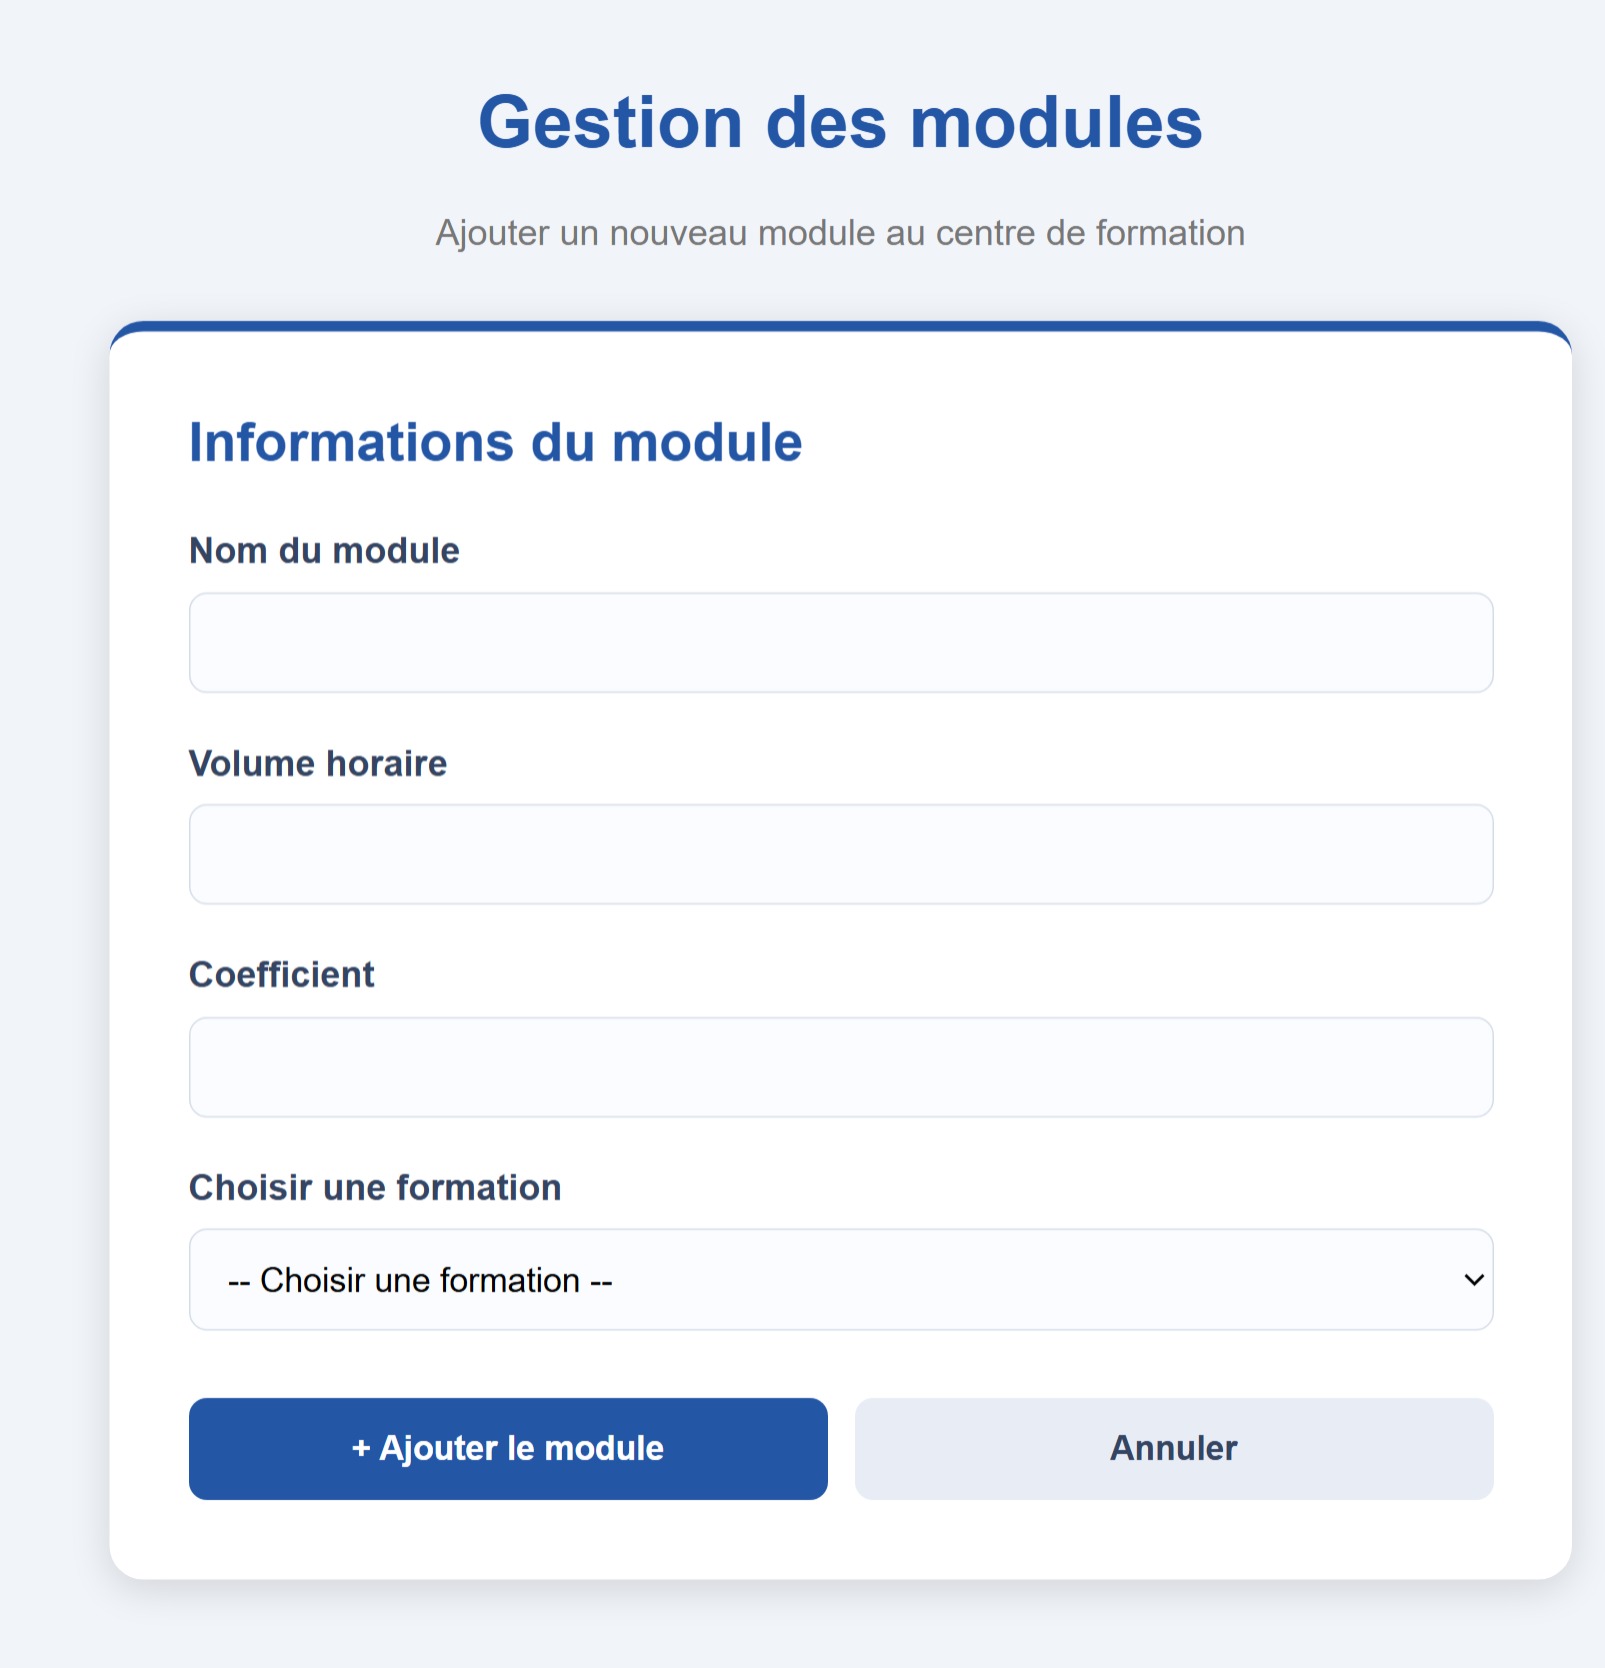 Gestion des modules
Ajouter un nouveau module au centre de formation
Informations du module
Nom du module
Volume horaire
Coefficient
Choisir une formation
-- Choisir une formation --
+ Ajouter le module
Annuler